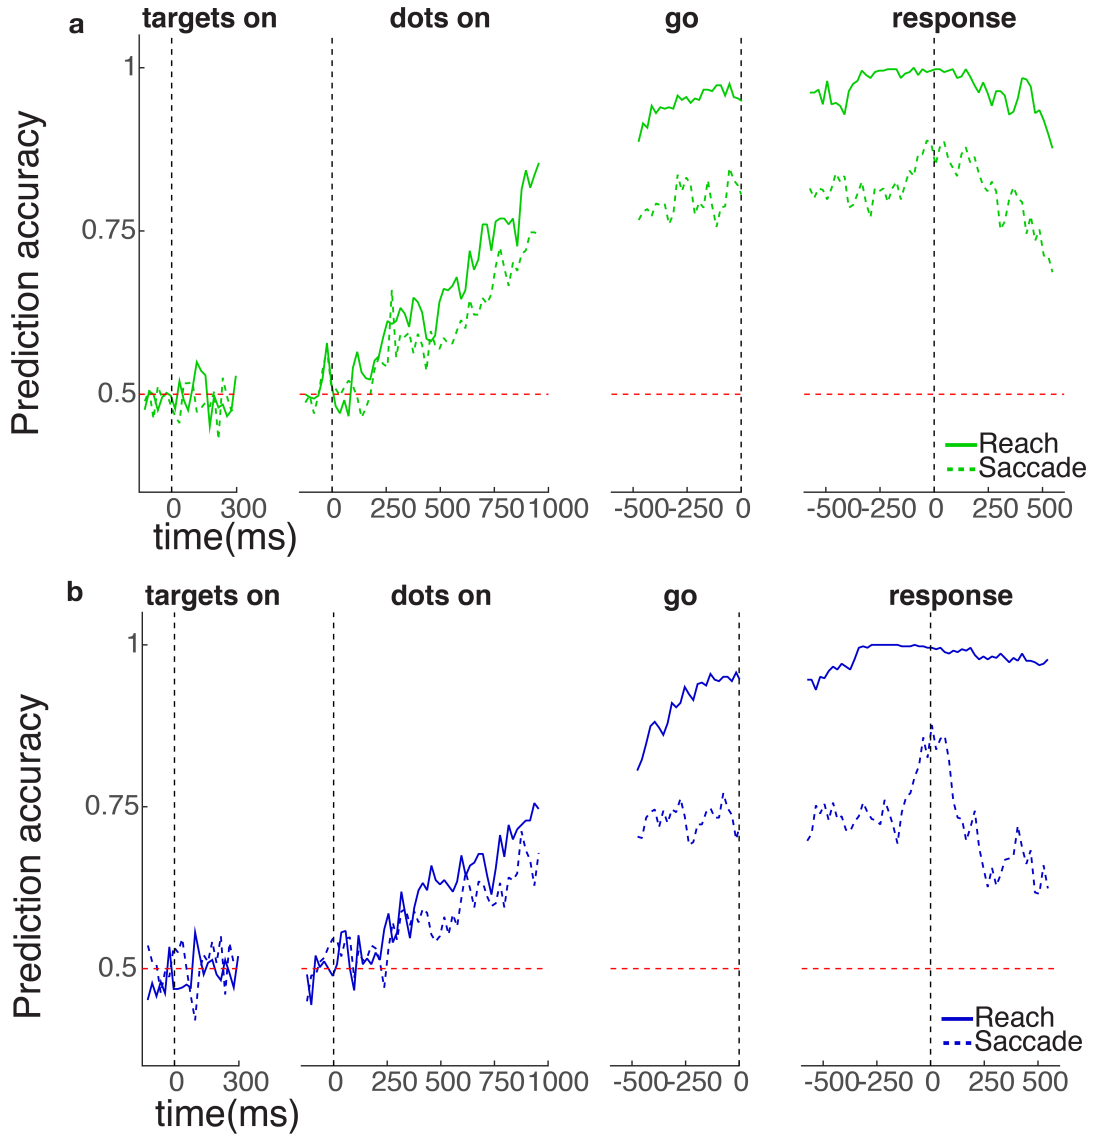 a
targets on dots on go response
Prediction accuracy
1
0.75
0.5
Reach
Saccade
0 300 0 250 500 750 1000 -500 -250 0 -500 -250 0 250 500
time(ms)
b
targets on dots on go response
Prediction accuracy
1
0.75
0.5
Reach
Saccade
0 300 0 250 500 750 1000 -500 -250 0 -500 -250 0 250 500
time(ms)